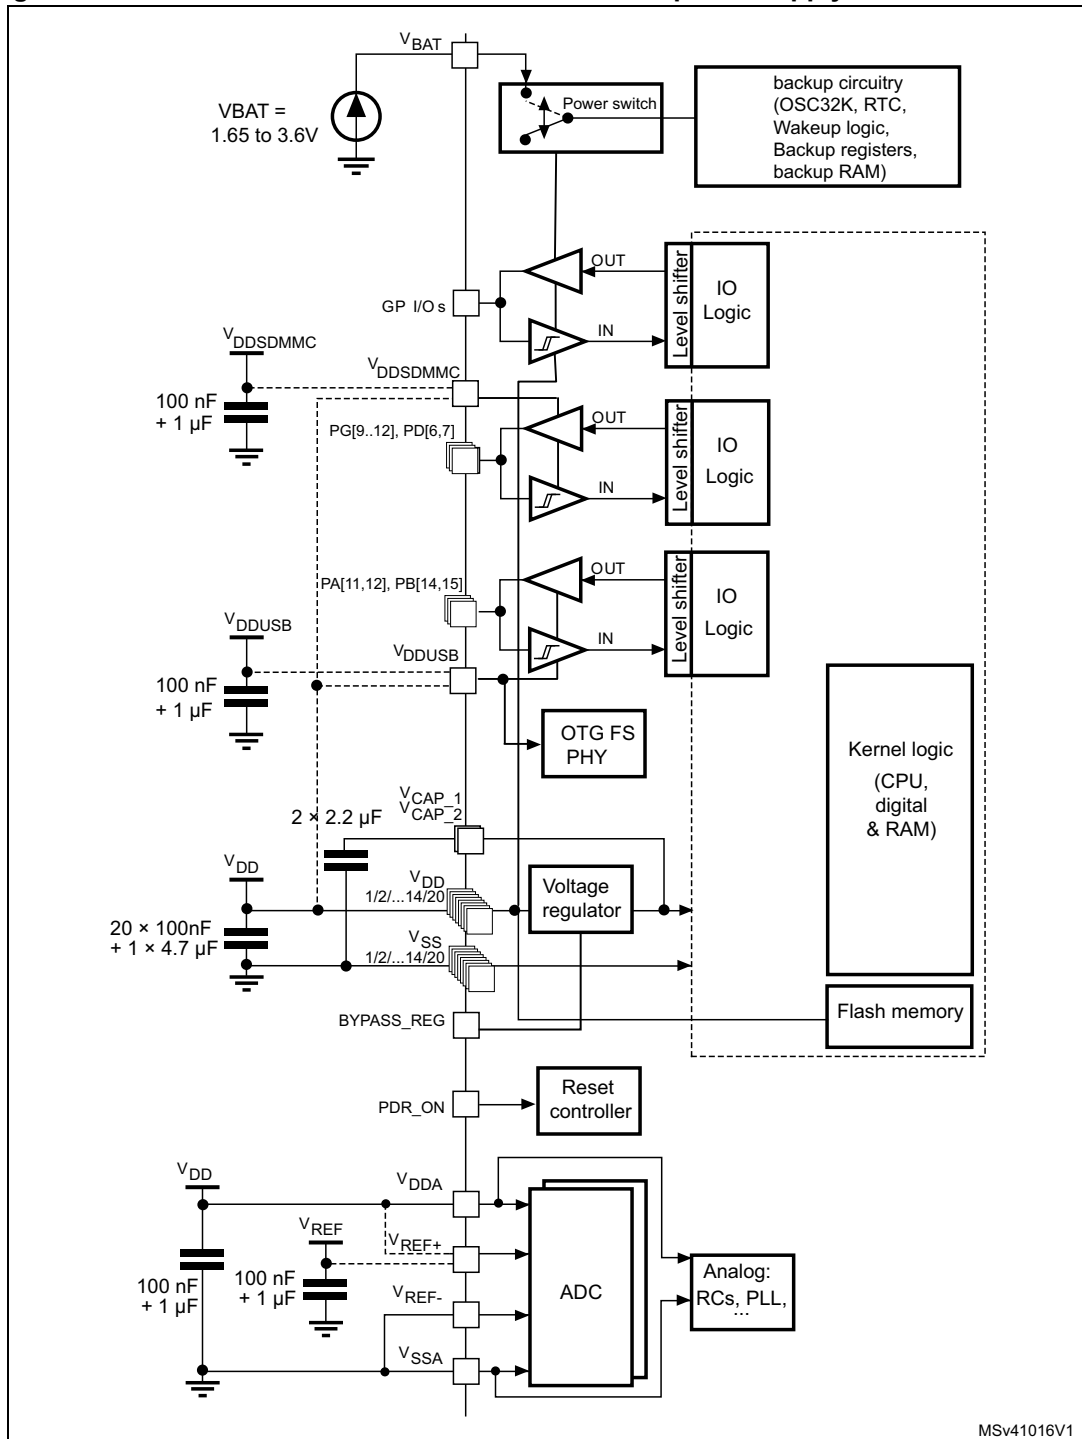 VBAT
VBAT =
1.65 to 3.6V
Power switch
backup circuitry
(OSC32K, RTC,
Wakeup logic,
Backup registers,
backup RAM)
OUT
GP I/Os
IN
Level shifter
IO
Logic
VDDSDMMC
VDDSDMMC
100 nF
+ 1 µF
PG[9..12], PD[6,7]
OUT
IN
Level shifter
IO
Logic
PA[11,12], PB[14,15]
OUT
IN
Level shifter
IO
Logic
VDDUSB
VDDUSB
100 nF
+ 1 µF
OTG FS
PHY
Kernel logic
(CPU,
digital
& RAM)
VCAP_1
VCAP_2
2 × 2.2 µF
VDD
VDD
1/2/...14/20
Voltage
regulator
20 × 100nF
+ 1 × 4.7 µF
VSS
1/2/...14/20
BYPASS_REG
Flash memory
PDR_ON
Reset
controller
VDD
VDDA
VREF
VREF+
100 nF
+ 1 µF
100 nF
+ 1 µF
VREF-
VSSA
ADC
Analog:
RCs, PLL,
...
MSv41016V1